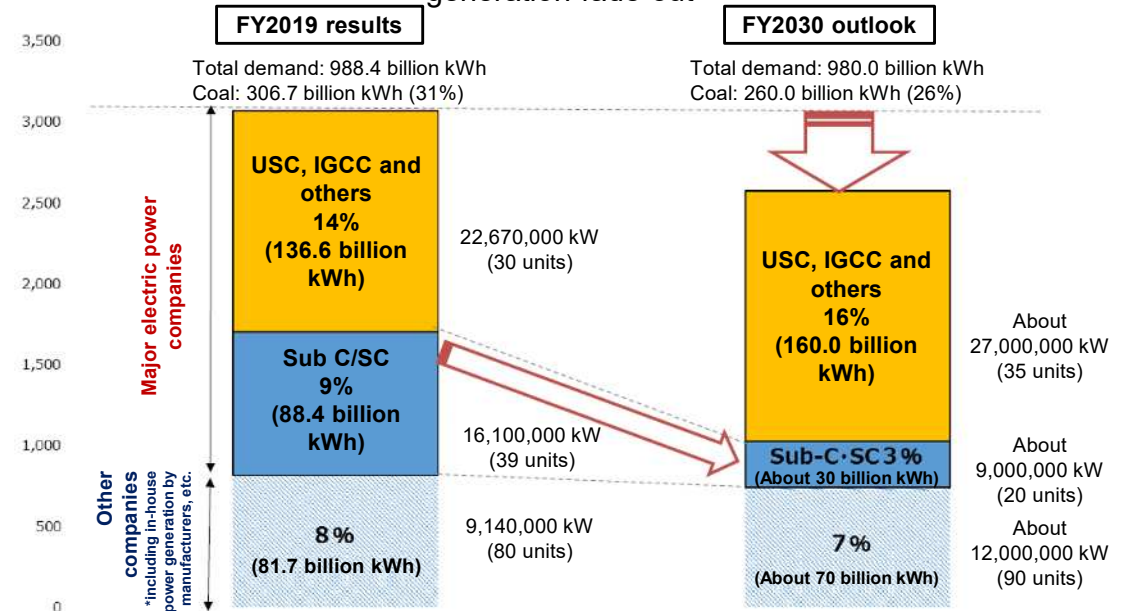 generation fade-out
FY2019 results
FY2030 outlook
Total demand: 988.4 billion kWh
Coal: 306.7 billion kWh (31%)
Total demand: 980.0 billion kWh
Coal: 260.0 billion kWh (26%)
3,500
3,000
2,500
2,000
1,500
1,000
500
0
Major electric power
companies
Other
companies
*including in-house
power generation by
manufacturers, etc.
USC, IGCC and
others
14%
(136.6 billion
kWh)
22,670,000 kW
(30 units)
Sub C/SC
9%
(88.4 billion
kWh)
16,100,000 kW
(39 units)
8%
(81.7 billion kWh)
9,140,000 kW
(80 units)
USC, IGCC and
others
16%
(160.0 billion
kWh)
About
27,000,000 kW
(35 units)
Sub-C・SC3%
(About 30 billion kWh)
About
9,000,000 kW
(20 units)
7%
(About 70 billion kWh)
About
12,000,000 kW
(90 units)